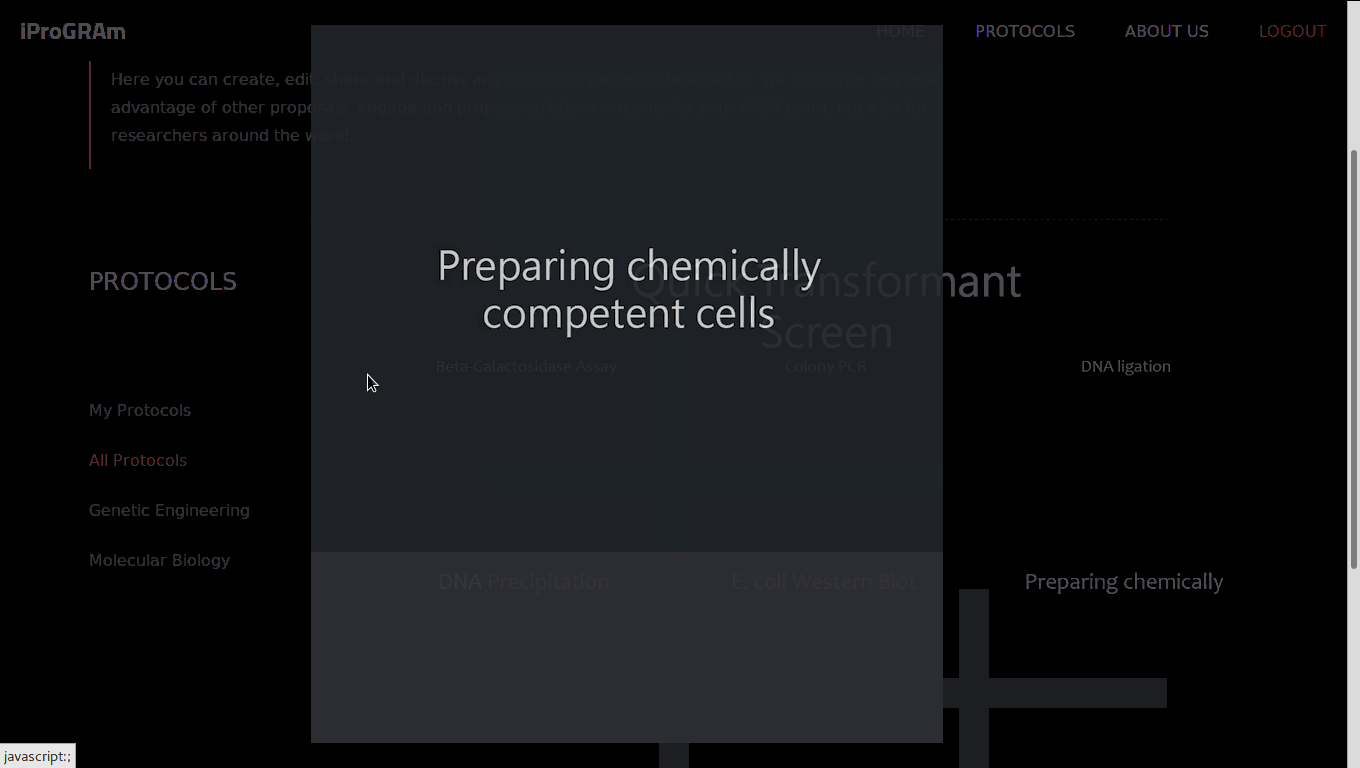 iProGRAm
HOME
PROTOCOLS
ABOUT US
LOGOUT
Here you can create, edit, share and discuss any
advantage of other proposals, engage and propose solutions
researchers around the world.
PROTOCOLS
My Protocols
All Protocols
Genetic Engineering
Molecular Biology
Preparing chemically
competent cells
Quick Transformant
Screen
Beta-Galactosidase Assay
Colony PCR
DNA ligation
DNA Precipitation
E. coli Western Blot
Preparing chemically
javascript:;